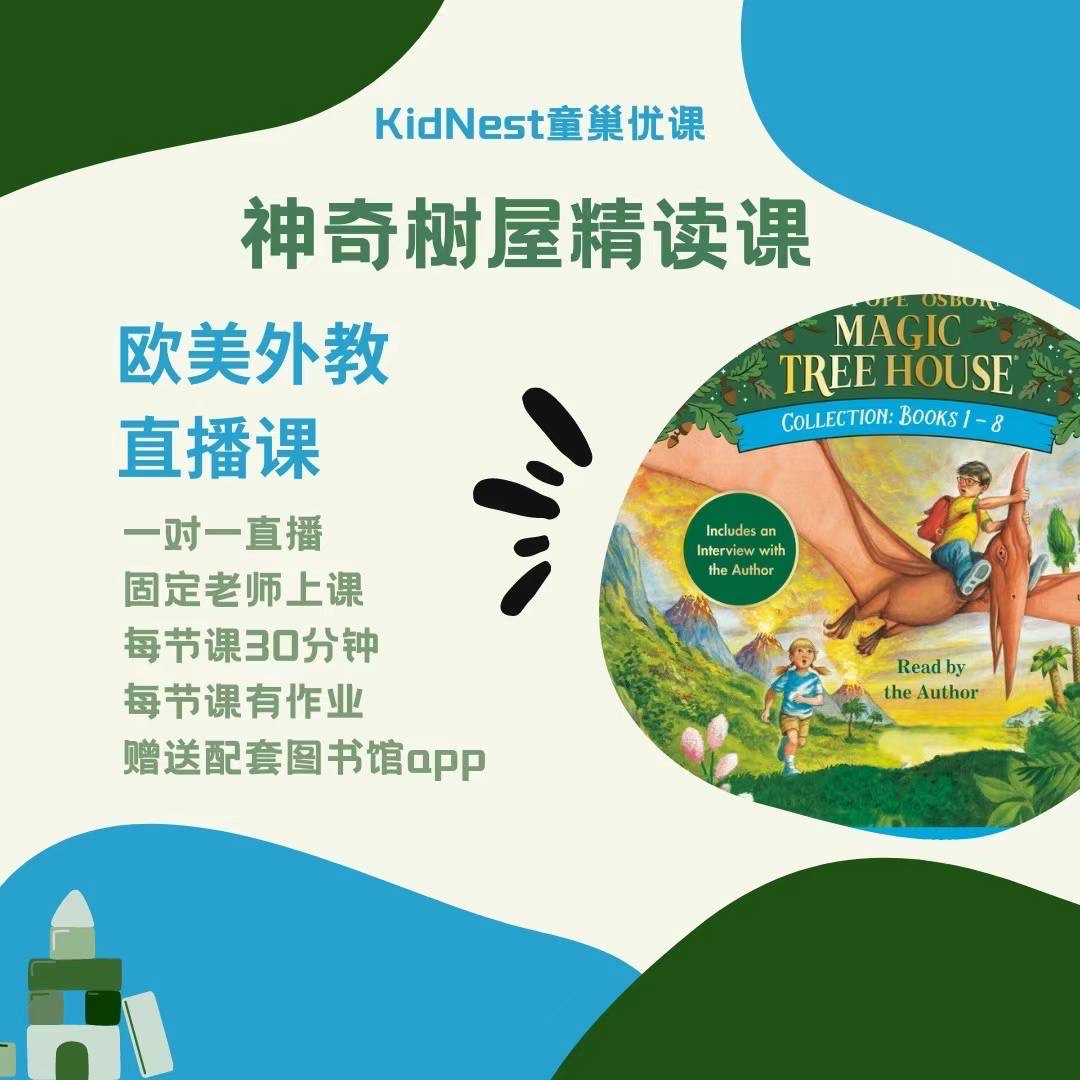 KidNest童巢优课
神奇树屋精读课
欧美外教
直播课
一对一直播
固定老师上课
每节课30分钟
每节课有作业
赠送配套图书馆app
POPE OSBORN
MAGIC
TREE HOUSE®
COLLECTION: BOOKS 1 – 8
Includes an
Interview with
the Author
Read by
the Author